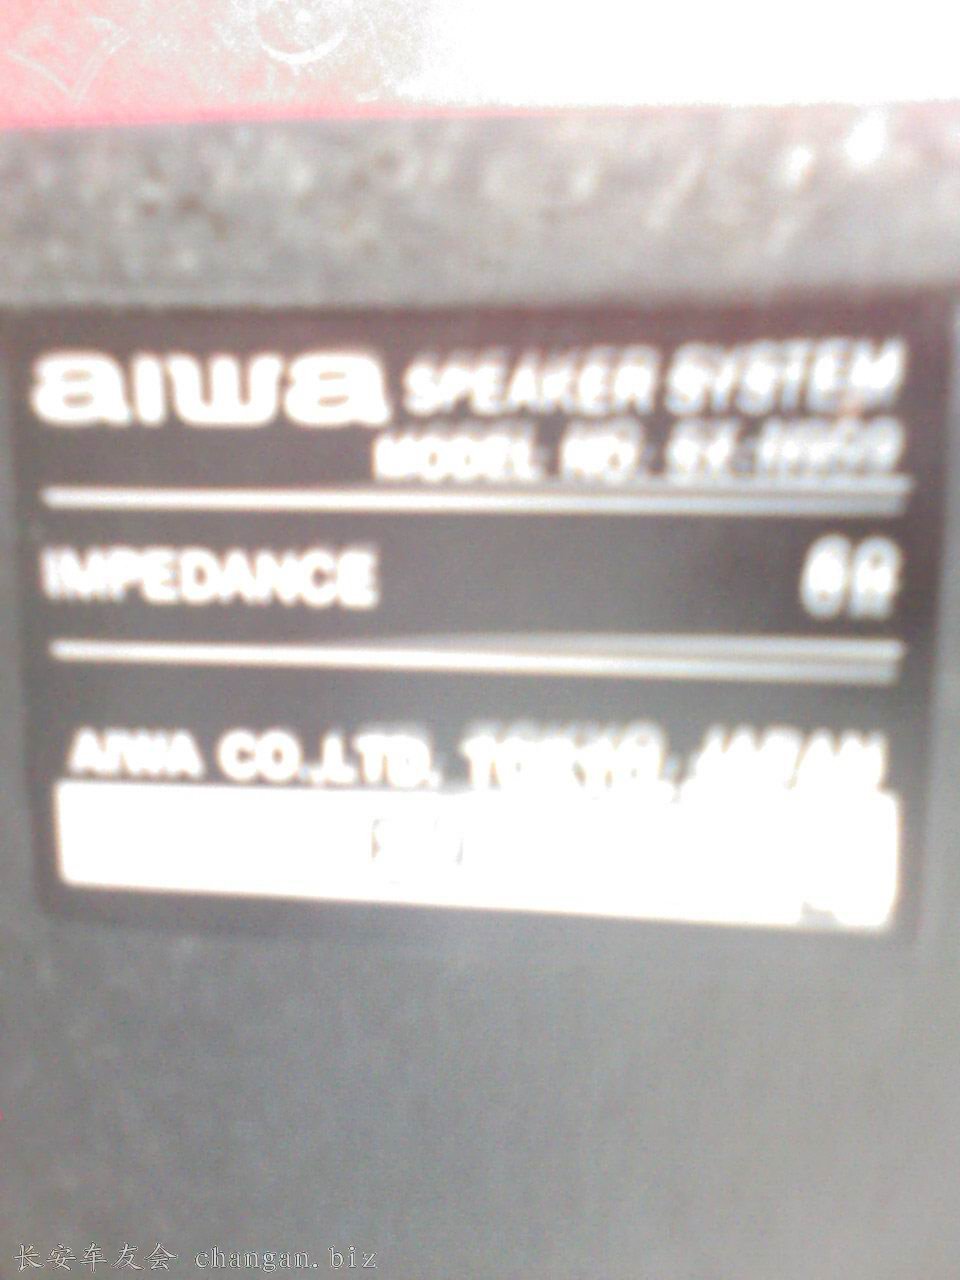 aiwa SPEAKER SYSTEM
MODEL NO.
IMPEDANCE 6Ω
AIWA CO.,LTD. TOKYO, JAPAN
长安车友会 changan.biz